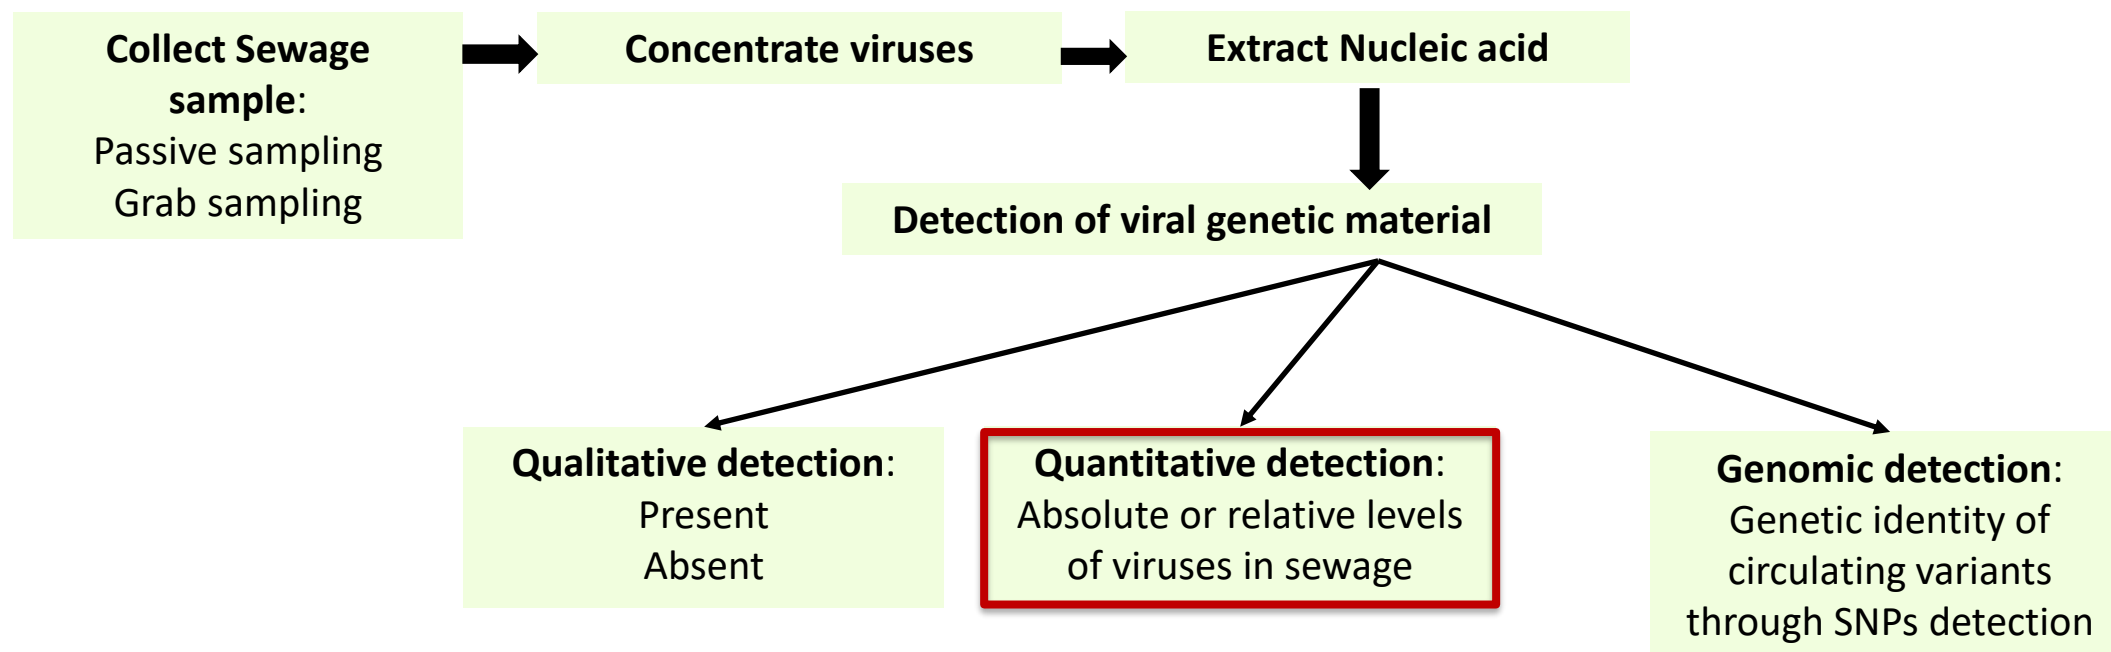 Collect Sewage
sample:
Passive sampling
Grab sampling
Concentrate viruses
Extract Nucleic acid
Detection of viral genetic material
Qualitative detection:
Present
Absent
Quantitative detection:
Absolute or relative levels
of viruses in sewage
Genomic detection:
Genetic identity of
circulating variants
through SNPs detection